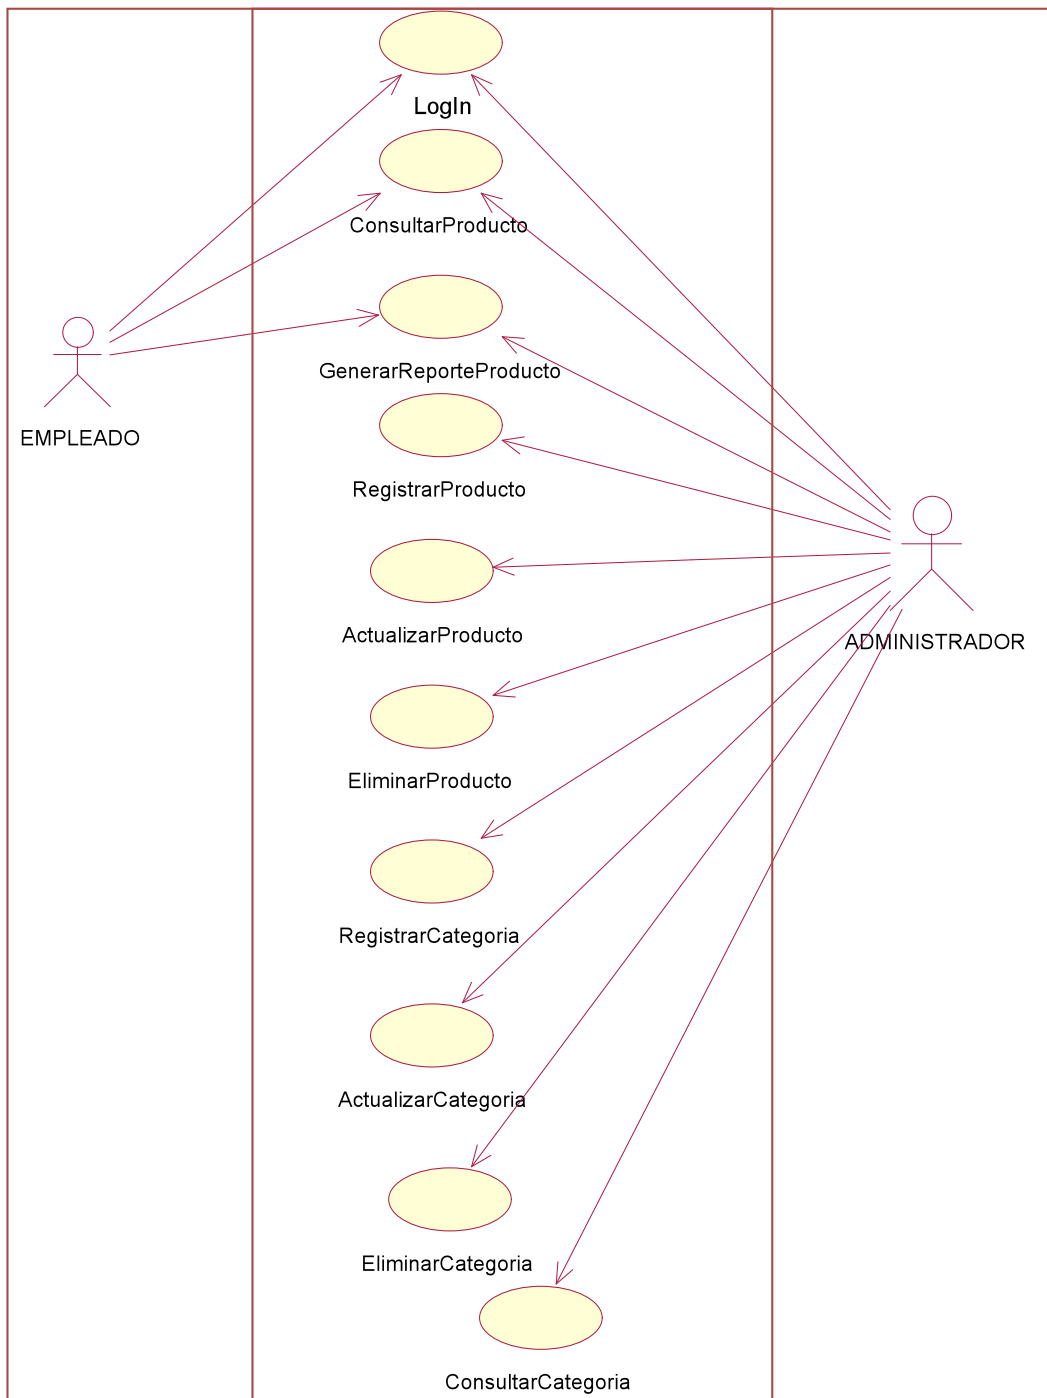 LogIn
ConsultarProducto
GenerarReporteProducto
EMPLEADO
RegistrarProducto
ActualizarProducto
ADMINISTRADOR
EliminarProducto
RegistrarCategoria
ActualizarCategoria
EliminarCategoria
ConsultarCategoria